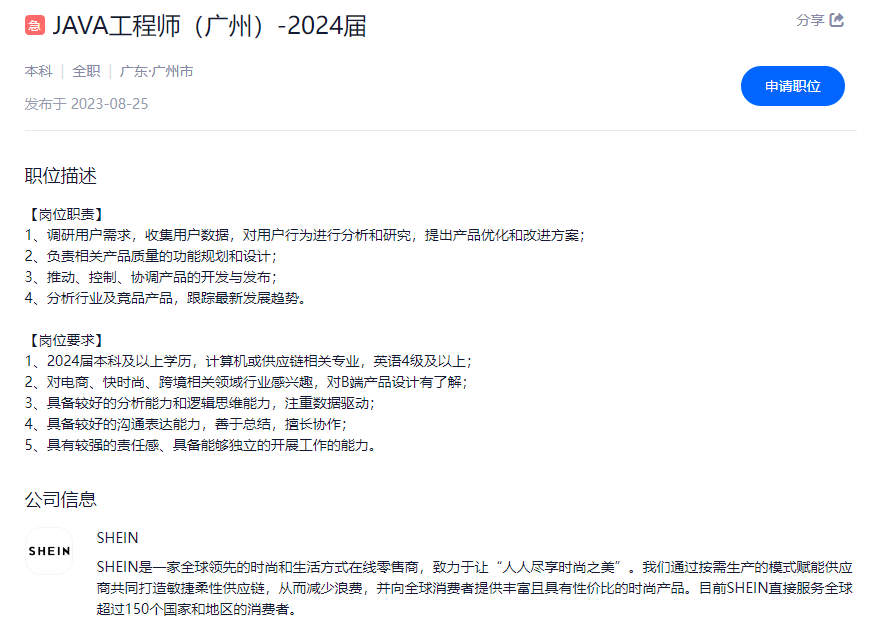 急 JAVA工程师（广州）-2024届
分享
本科 | 全职 | 广东·广州市
申请职位
发布于 2023-08-25
职位描述
【岗位职责】
1、调研用户需求，收集用户数据，对用户行为进行分析和研究，提出产品优化和改进方案；
2、负责相关产品质量的功能规划和设计；
3、推动、控制、协调产品的开发与发布；
4、分析行业及竞品产品，跟踪最新发展趋势。
【岗位要求】
1、2024届本科及以上学历，计算机或供应链相关专业，英语4级及以上；
2、对电商、快时尚、跨境相关领域行业感兴趣，对B端产品设计有了解；
3、具备较好的分析能力和逻辑思维能力，注重数据驱动；
4、具备较好的沟通表达能力，善于总结，擅长协作；
5、具有较强的责任感、具备能够独立的开展工作的能力。
公司信息
SHEIN
SHEIN
SHEIN是一家全球领先的时尚和生活方式在线零售商，致力于让“人人尽享时尚之美”。我们通过按需生产的模式赋能供应
商共同打造敏捷柔性供应链，从而减少浪费，并向全球消费者提供丰富且具有性价比的时尚产品。目前SHEIN直接服务全球
超过150个国家和地区的消费者。